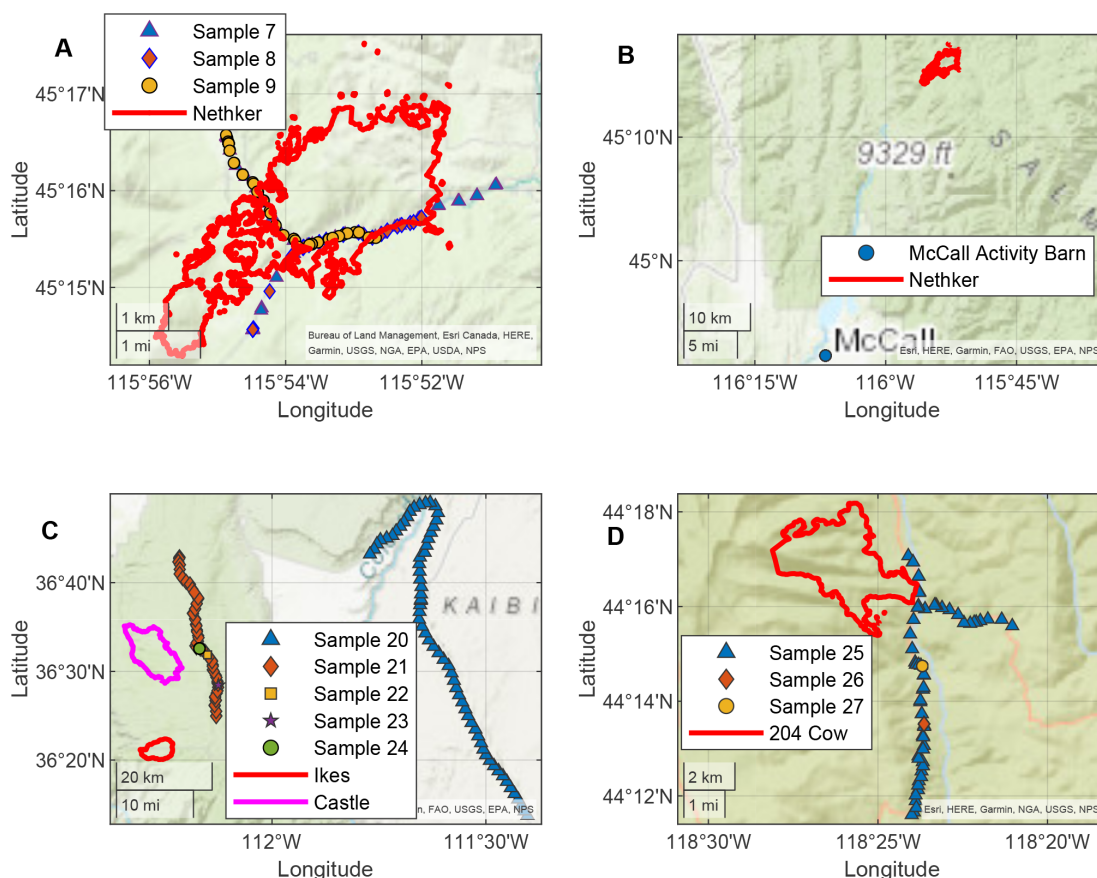 A
Sample 7
Sample 8
Sample 9
Nethker
45°17'N
45°16'N
45°15'N
Latitude
1 km
1 mi
Bureau of Land Management, Esri Canada, HERE,
Garmin, USGS, NGA, EPA, USDA, NPS
115°56'W
115°54'W
115°52'W
Longitude
B
45°10'N
45°N
Latitude
9329 ft
S A L M
McCall Activity Barn
Nethker
10 km
5 mi
McCall
Esri, HERE, Garmin, FAO, USGS, EPA, NPS
116°15'W
116°W
115°45'W
Longitude
C
36°40'N
36°30'N
36°20'N
Latitude
KAIBI
Sample 20
Sample 21
Sample 22
Sample 23
Sample 24
Ikes
Castle
20 km
10 mi
n, FAO, USGS, EPA, NPS
112°W
111°30'W
Longitude
D
44°18'N
44°16'N
44°14'N
44°12'N
Latitude
Sample 25
Sample 26
Sample 27
204 Cow
2 km
1 mi
Esri, HERE, Garmin, NGA, USGS, EPA, NPS
118°30'W
118°25'W
118°20'W
Longitude